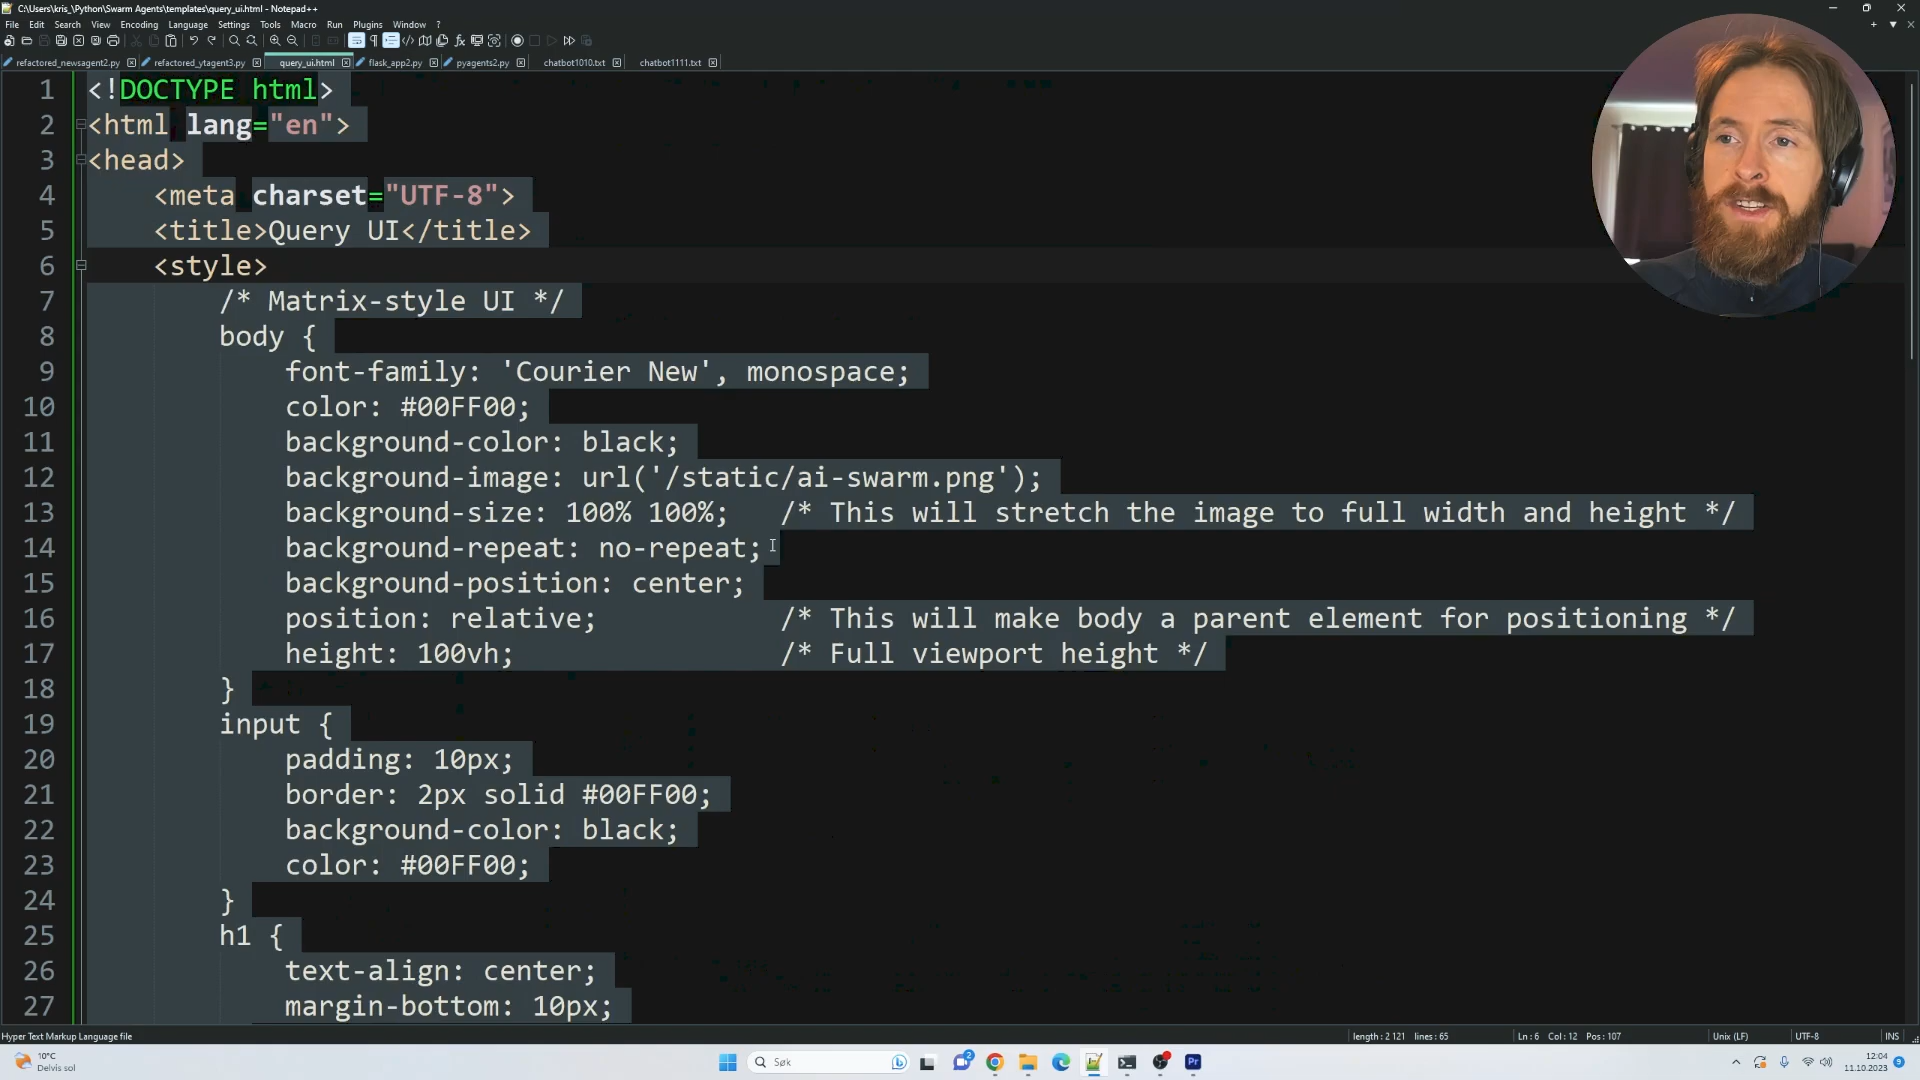 C:\Users\kris_\Python\Swarm Agents\templates\query_ui.html - Notepad++
File Edit Search View Encoding Language Settings Tools Macro Run Plugins Window ?
refactored_newsagent2.py refactored_ytagent3.py query_ui.html flask_app2.py pyagents2.py chatbot1010.txt chatbot1111.txt
1 <!DOCTYPE html>
2 <html lang="en">
3 <head>
4 <meta charset="UTF-8">
5 <title>Query UI</title>
6 <style>
7 /* Matrix-style UI */
8 body {
9 font-family: 'Courier New', monospace;
10 color: #00FF00;
11 background-color: black;
12 background-image: url('/static/ai-swarm.png');
13 background-size: 100% 100%; /* This will stretch the image to full width and height */
14 background-repeat: no-repeat;
15 background-position: center;
16 position: relative; /* This will make body a parent element for positioning */
17 height: 100vh; /* Full viewport height */
18 }
19 input {
20 padding: 10px;
21 border: 2px solid #00FF00;
22 background-color: black;
23 color: #00FF00;
24 }
25 h1 {
26 text-align: center;
27 margin-bottom: 10px;
Hyper Text Markup Language file length : 2 121 lines : 65 Ln : 6 Col : 12 Pos : 107 Unix (LF) UTF-8 INS
10°C
Delvis sol
Søk
2
Pr
12:04
11.10.2023
9